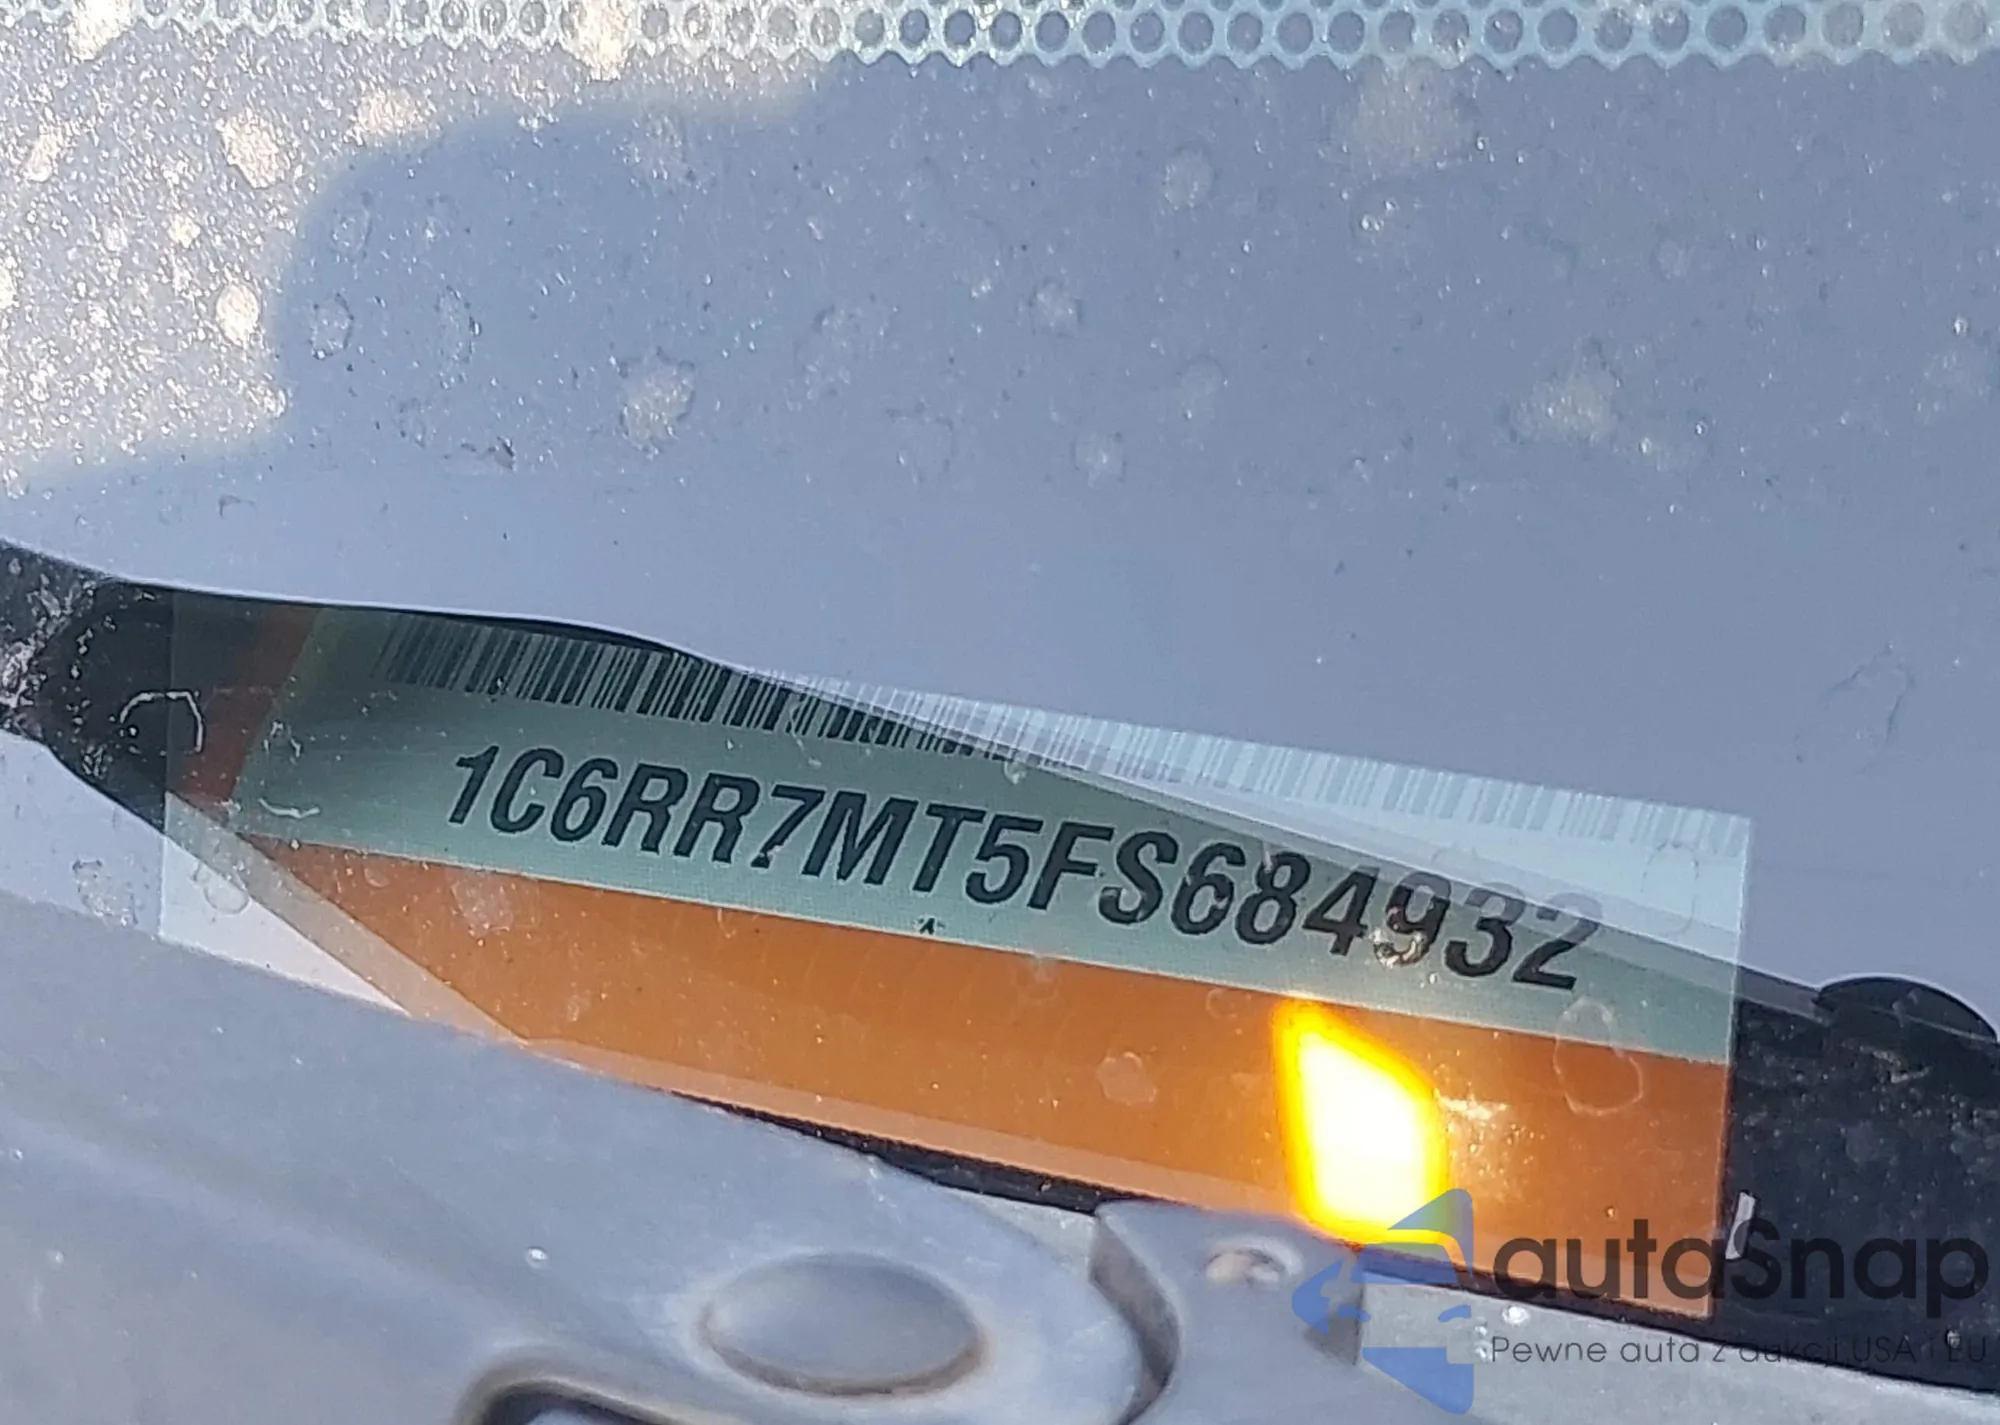 1C6RR7MT5FS684932
autaSnap
Pewne auta z aukcji USA i EU